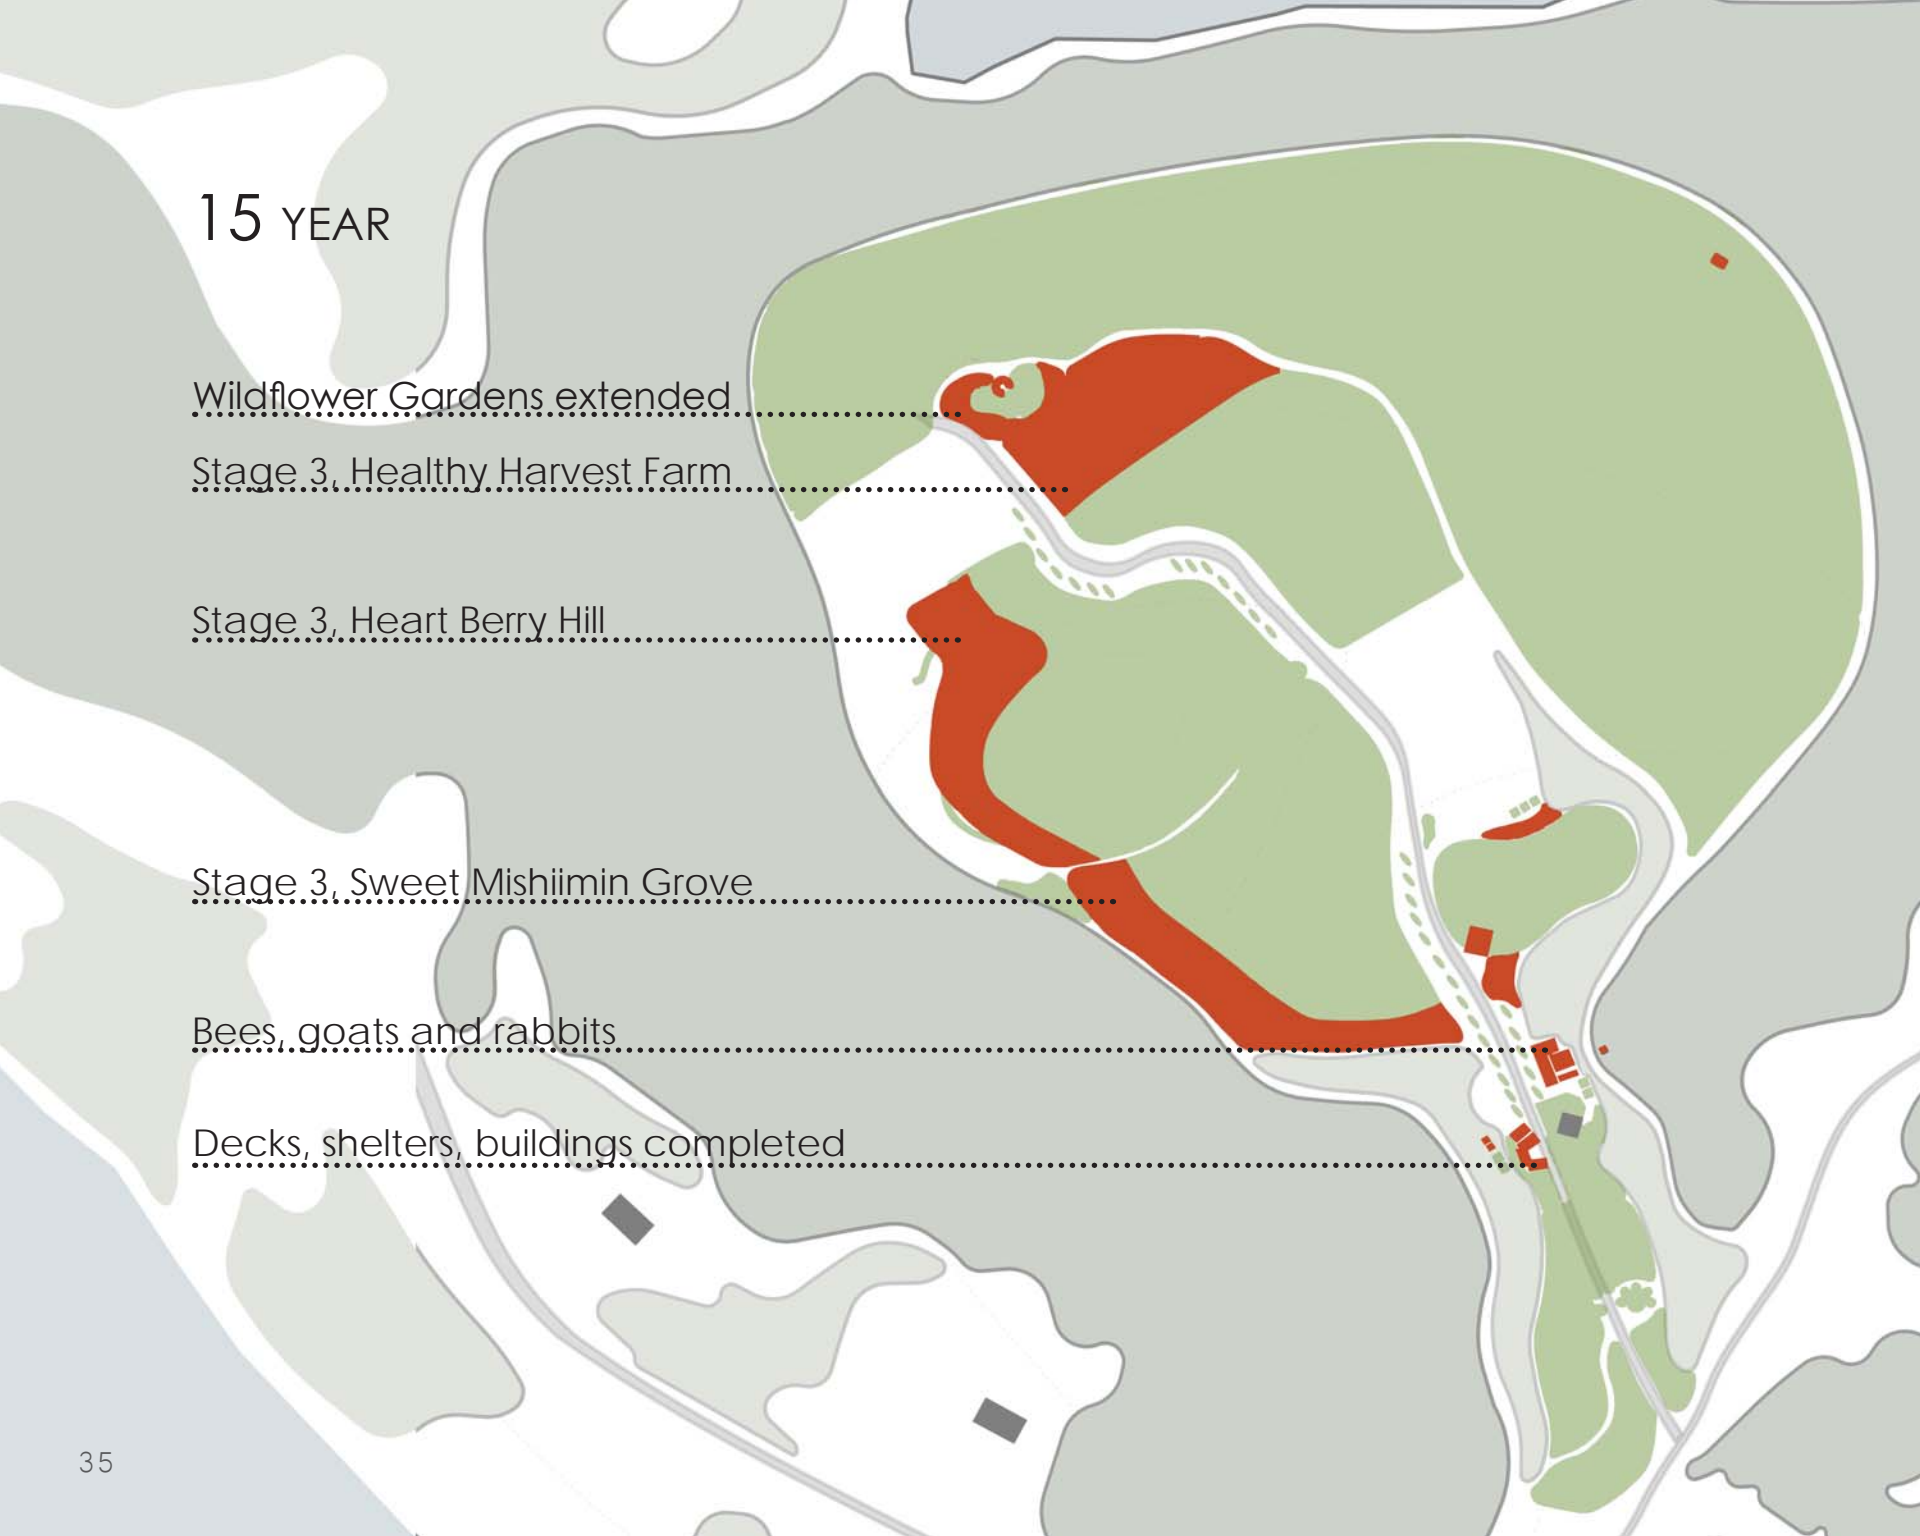 15 YEAR
Wildflower Gardens extended
Stage 3, Healthy Harvest Farm
Stage 3, Heart Berry Hill
Stage 3, Sweet Mishiimin Grove
Bees, goats and rabbits
Decks, shelters, buildings completed
35